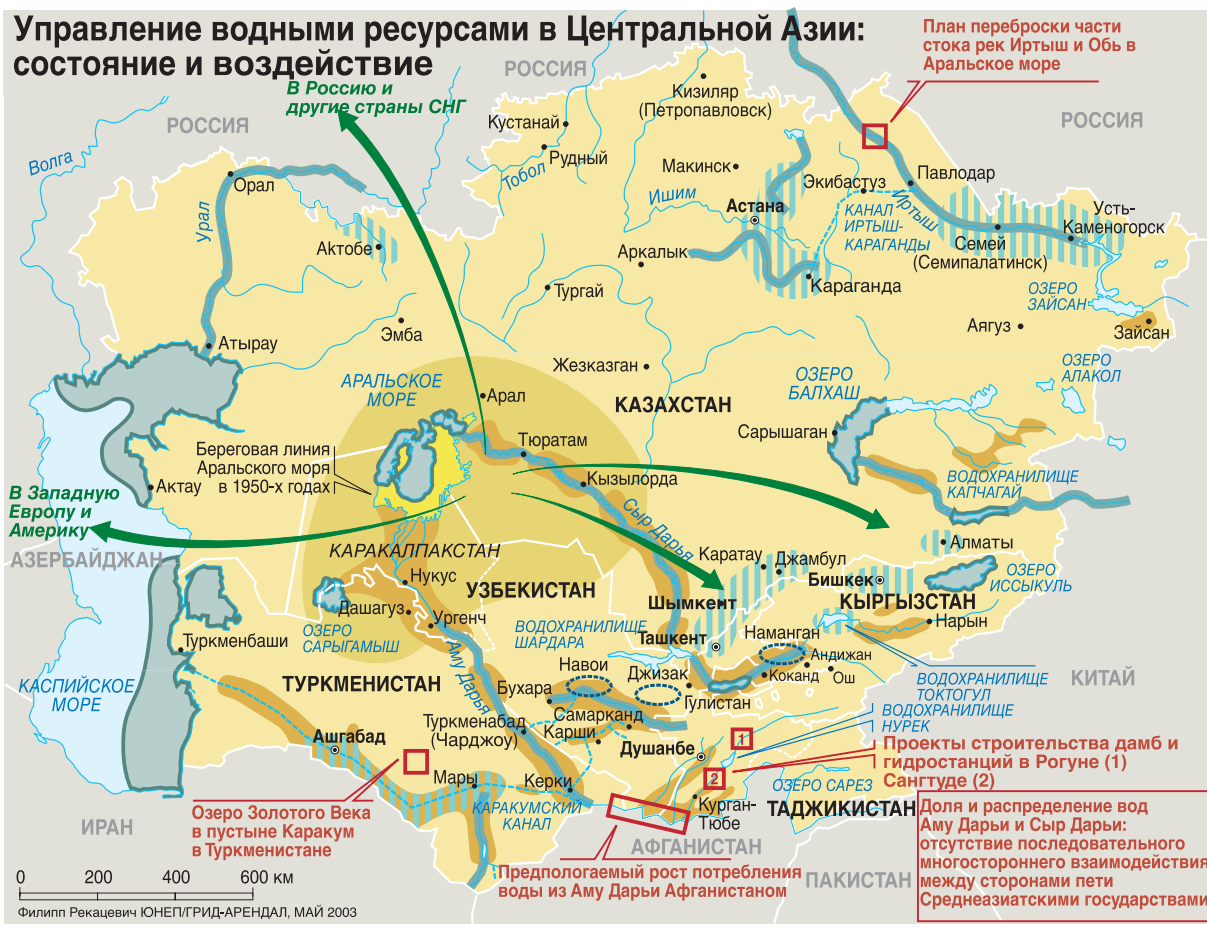 Управление водными ресурсами в Центральной Азии:
состояние и воздействие
План переброски части
стока рек Иртыш и Обь в
Аральское море
РОССИЯ
В Россию и
другие страны СНГ
Кизиляр
(Петропавловск)
РОССИЯ
Кустанай
РОССИЯ
Волга
Рудный
Тобол
Макинск
Экибастуз
Павлодар
Орал
Ишим
Астана
Иртыш
КАНАЛ
ИРТЫШ-
КАРАГАНДЫ
Усть-
Каменогорск
Урал
Аktобе
Аркалык
Семей
(Семипалатинск)
Караганда
Тургай
ОЗЕРО
ЗАЙСАН
Эмба
Аягуз
Зайсан
Атырау
Жезказган
ОЗЕРО
АЛАКОЛ
АРАЛЬСКОЕ
МОРЕ
ОЗЕРО
БАЛХАШ
Арал
КАЗАХСТАН
Сарышаган
Тюратам
Береговая линия
Аральского моря
в 1950-х годах
Кызылорда
ВОДОХРАНИЛИЩЕ
КАПЧАГАЙ
Актау
В Западную
Европу и
Америку
Сыр Дарья
Алматы
АЗЕРБАЙДЖАН
КАРАКАЛПАКСТАН
Каратау
Джамбул
Нукус
Бишкек
ОЗЕРО
ИССЫКУЛЬ
УЗБЕКИСТАН
Шымкент
КЫРГЫЗСТАН
Дашагуз
Ургенч
Нарын
ОЗЕРО
САРЫГАМЫШ
ВОДОХРАНИЛИЩЕ
ШАРДАРА
Ташкент
Наманган
Туркменбаши
Аму Дарья
Андижан
Навои
Джизак
Коканд
Ош
КАСПИЙСКОЕ
МОРЕ
ТУРКМЕНИСТАН
Бухара
Гулистан
ВОДОХРАНИЛИЩЕ
ТОКТОГУЛ
КИТАЙ
Самарканд
ВОДОХРАНИЛИЩЕ
НУРЕК
Туркменабад
(Чарджоу)
Карши
Ашгабад
Душанбе
1
Проекты строительства дамб и
гидростанций в Рогуне (1)
Сангтуде (2)
2
Мары
Керки
ОЗЕРО САРЕЗ
Озеро Золотого Века
в пустыне Каракум
в Туркменистане
КАРАКУМСКИЙ
КАНАЛ
Курган-
Тюбе
ТАДЖИКИСТАН
Доля и распределение вод
Аму Дарьи и Сыр Дарьи:
отсутствие последовательного
многостороннего взаимодействия
между сторонами пети
Среднеазиатскими государствами
ИРАН
АФГАНИСТАН
Предпологаемый рост потребления
воды из Аму Дарьи Афганистаном
ПАКИСТАН
0 200 400 600 км
Филипп Рекацевич ЮНЕП/ГРИД-АРЕНДАЛ, МАЙ 2003